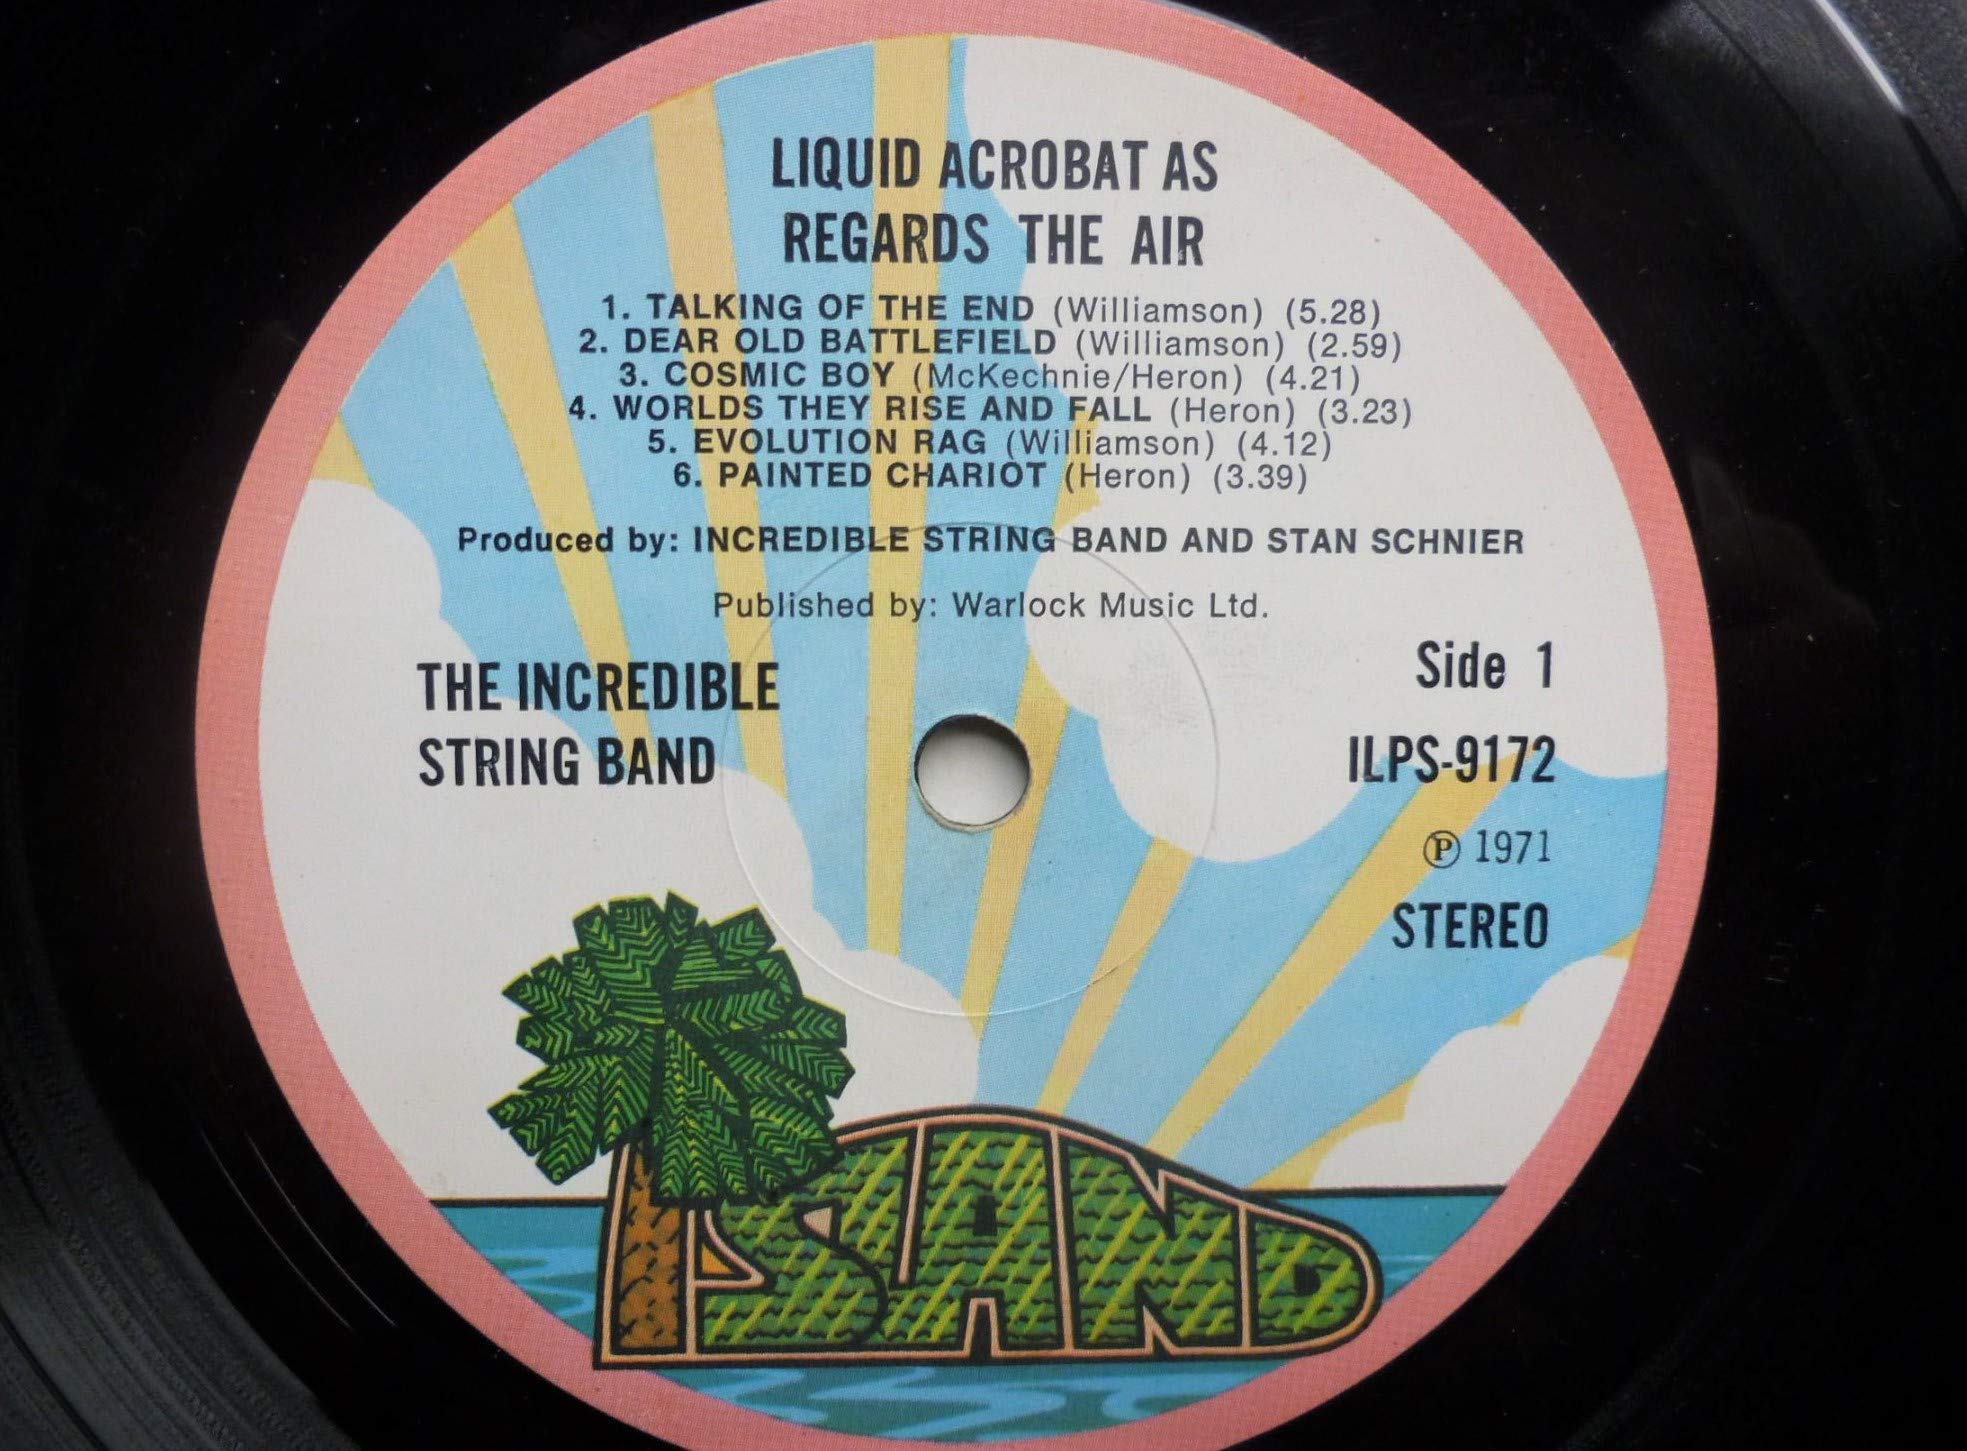 LIQUID ACROBAT AS
REGARDS THE AIR
1. TALKING OF THE END (Williamson) (5.28)
2. DEAR OLD BATTLEFIELD (Williamson) (2.59)
3. COSMIC BOY (McKechnie/Heron) (4.21)
4. WORLDS THEY RISE AND FALL (Heron) (3.23)
5. EVOLUTION RAG (Williamson) (4.12)
6. PAINTED CHARIOT (Heron) (3.39)
Produced by: INCREDIBLE STRING BAND AND STAN SCHNIER
Published by: Warlock Music Ltd.
THE INCREDIBLE
STRING BAND
Side 1
ILPS-9172
℗ 1971
STEREO
ISLAND